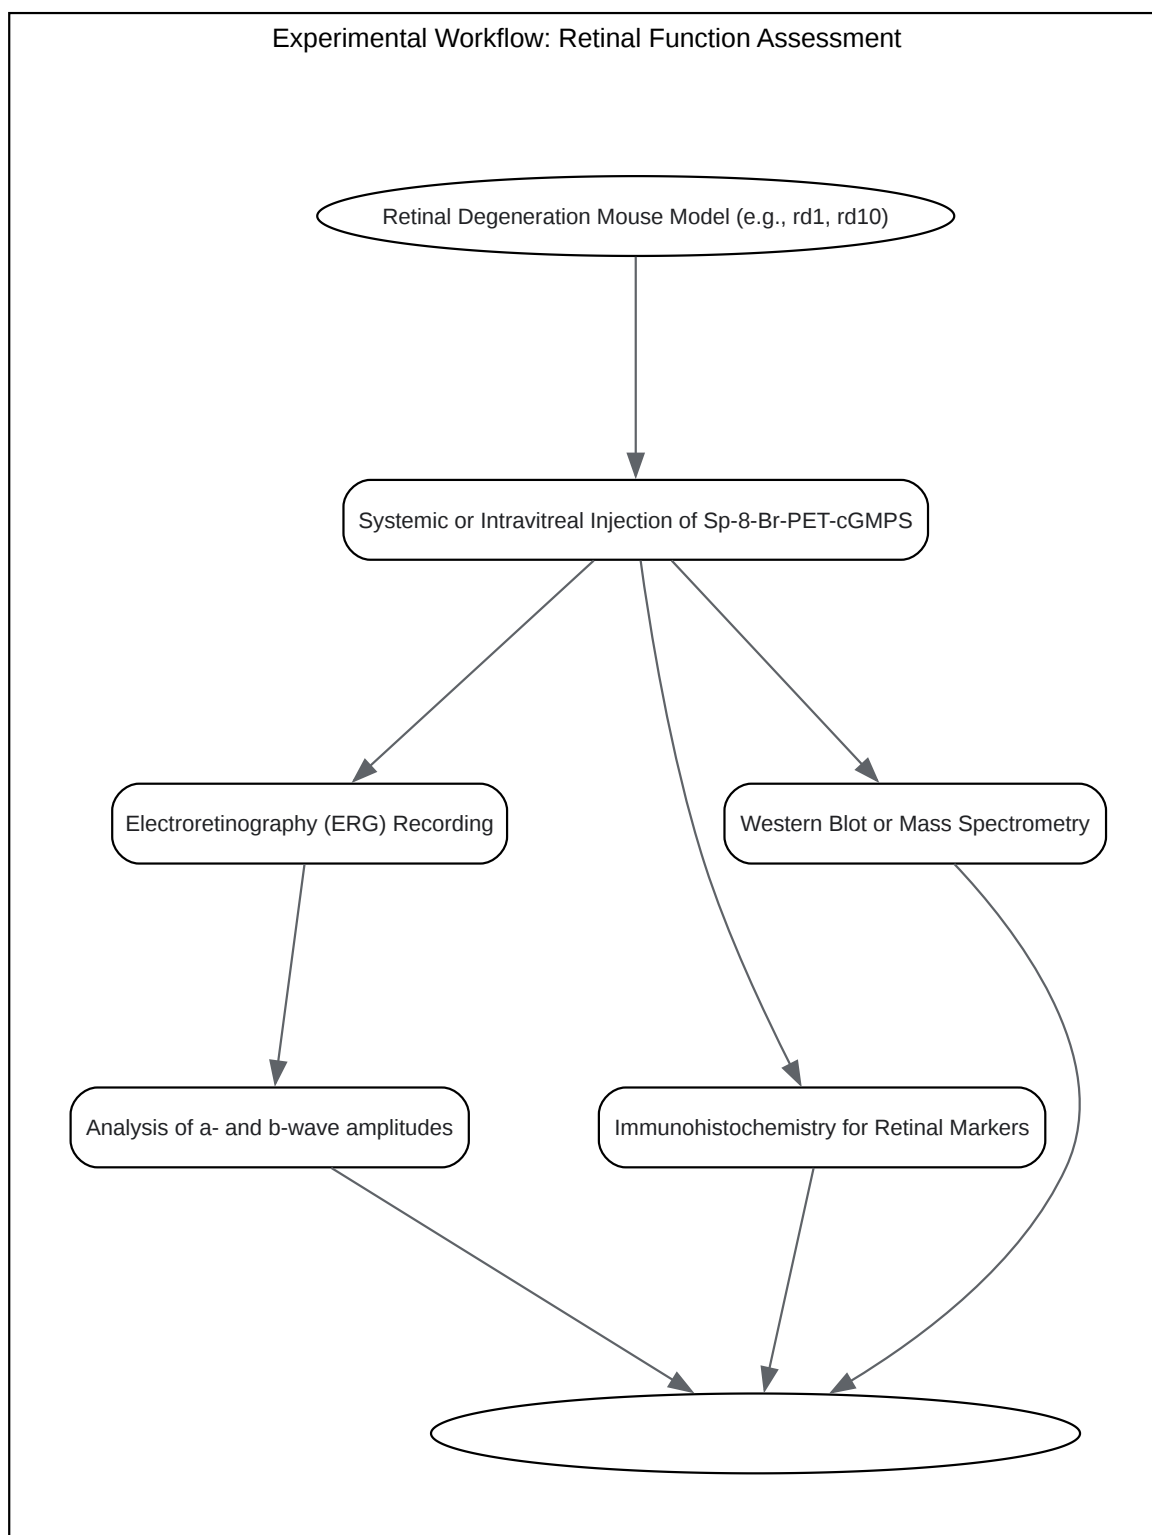 Experimental Workflow: Retinal Function Assessment
Retinal Degeneration Mouse Model (e.g., rd1, rd10)
Systemic or Intravitreal Injection of Sp-8-Br-PET-cGMPS
Electroretinography (ERG) Recording
Western Blot or Mass Spectrometry
Analysis of a- and b-wave amplitudes
Immunohistochemistry for Retinal Markers